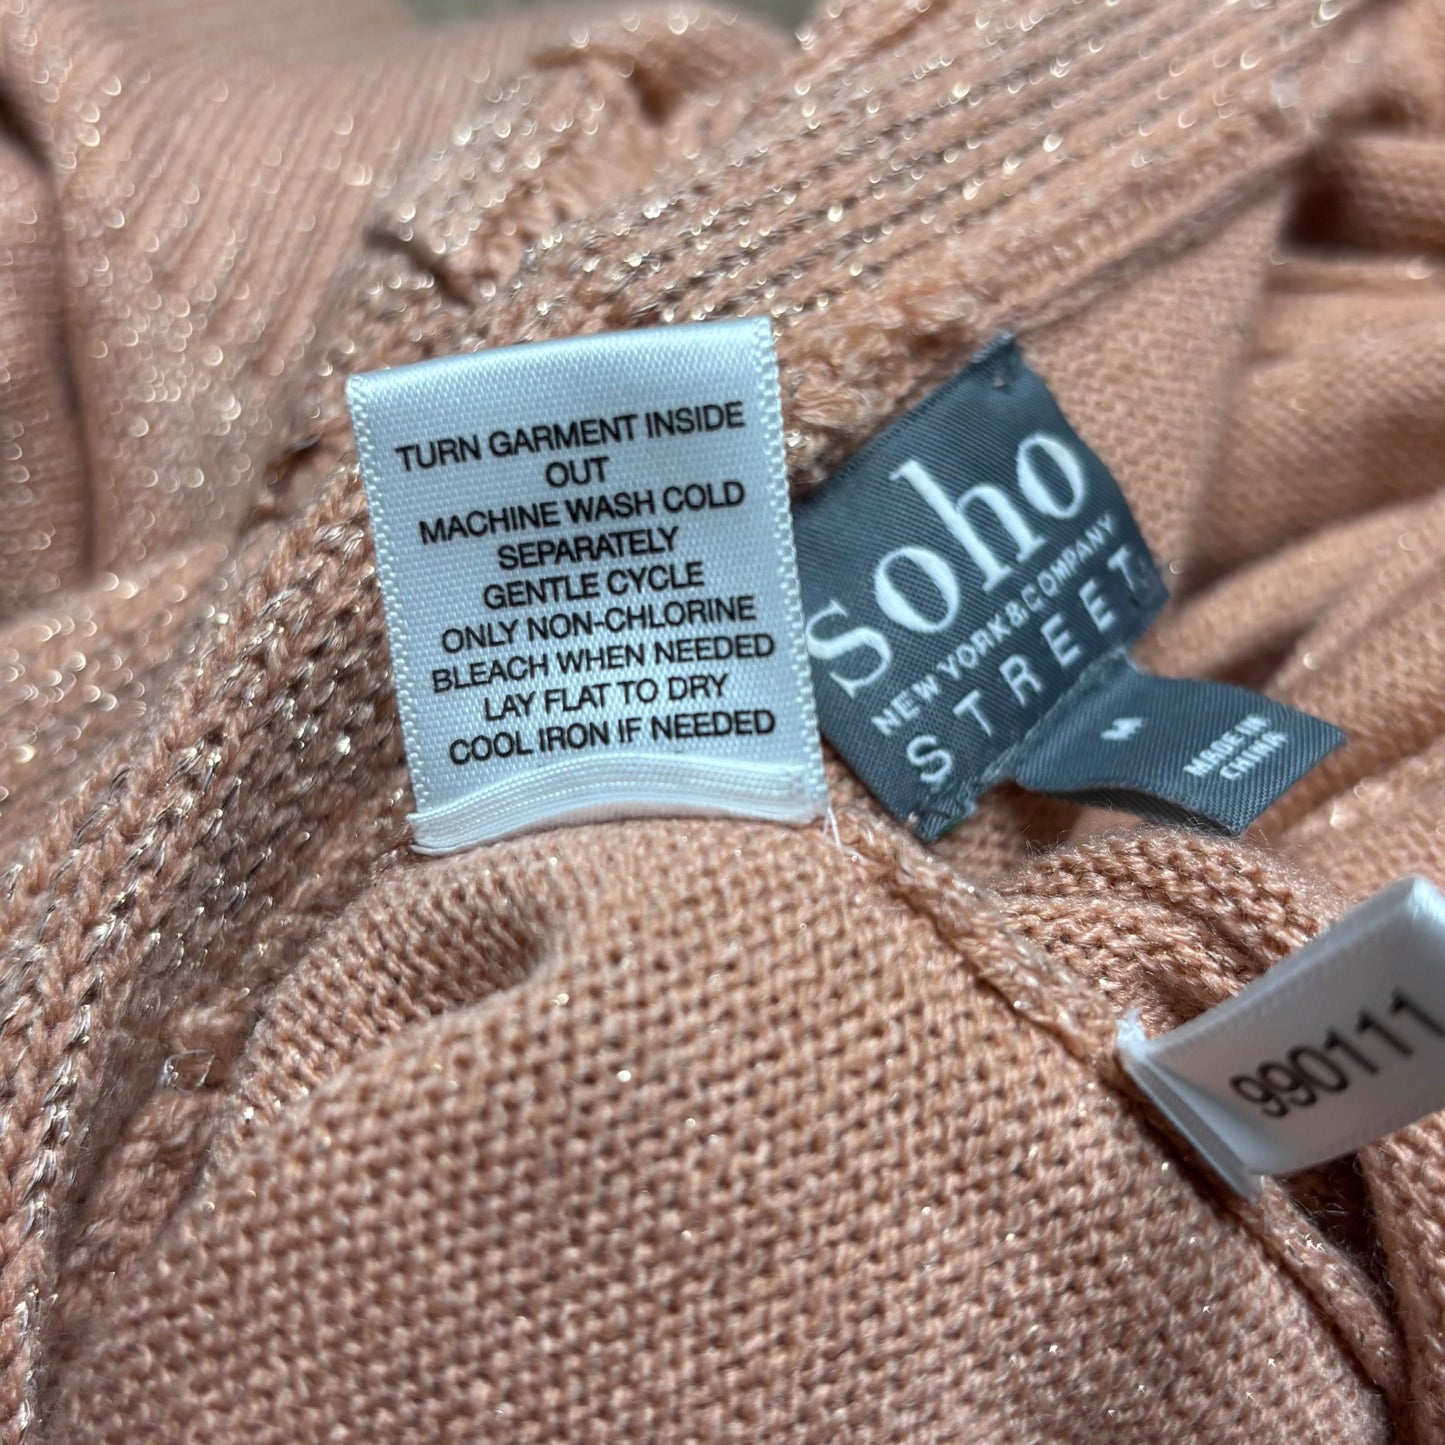 TURN GARMENT INSIDE
OUT
MACHINE WASH COLD
SEPARATELY
GENTLE CYCLE
ONLY NON-CHLORINE
BLEACH WHEN NEEDED
LAY FLAT TO DRY
COOL IRON IF NEEDED
soho
NEW YORK & COMPANY
STREET
M
MADE IN
CHINA
990111